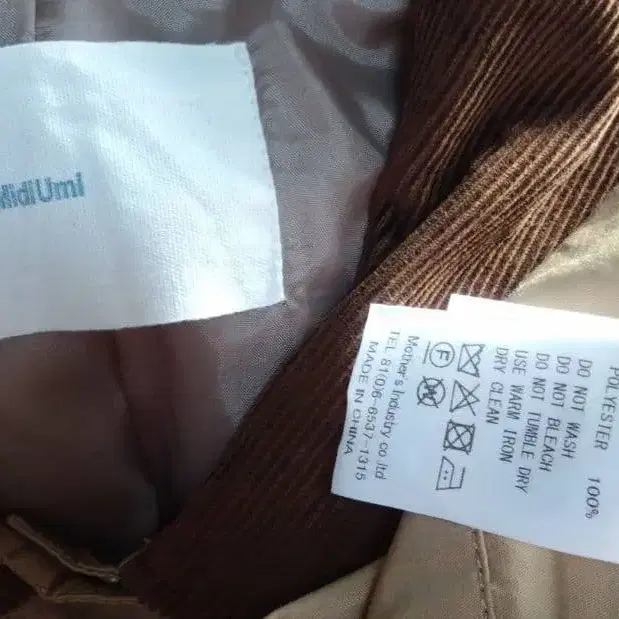 MidiUmi
POLYESTER 100%
DO NOT WASH
DO NOT BLEACH
DO NOT TUMBLE DRY
USE WARM IRON
DRY CLEAN
F
W
Mother's Industry co.,ltd
TEL 81(0)6-6537-1315
MADE IN CHINA